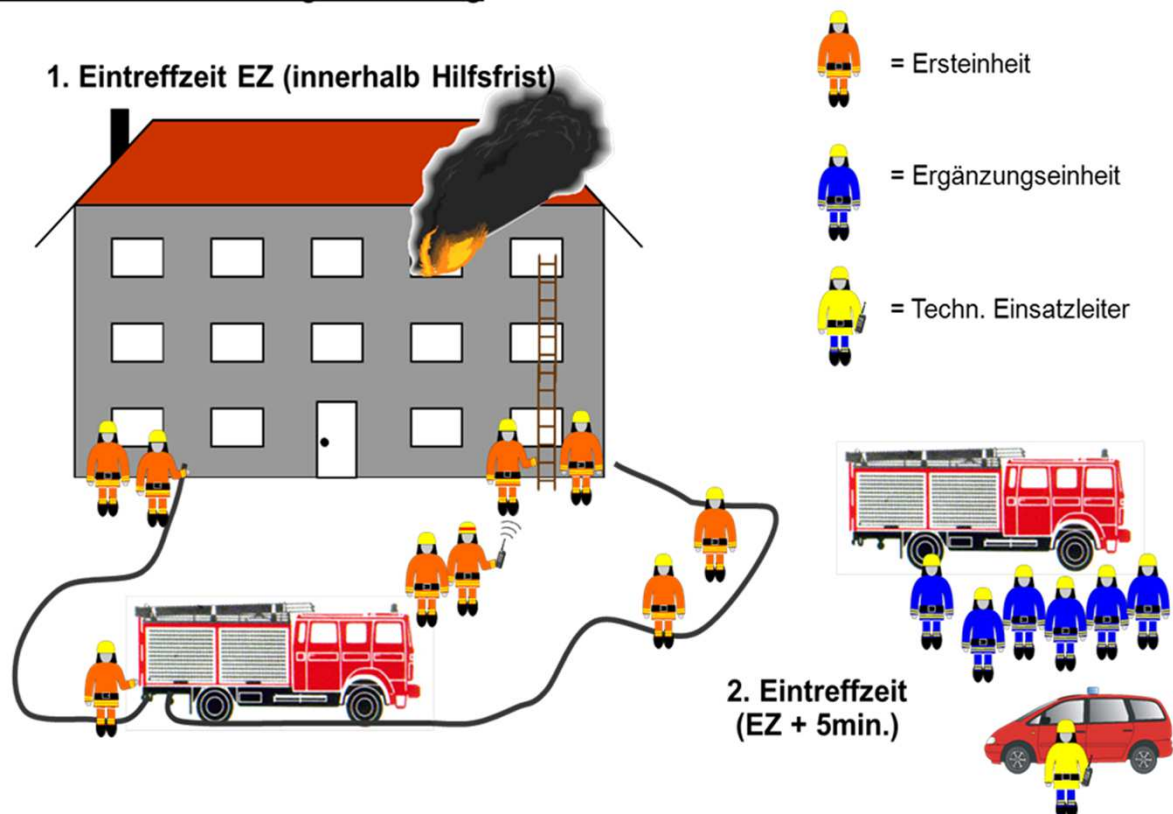 1. Eintreffzeit EZ (innerhalb Hilfsfrist)
= Ersteinheit
= Ergänzungseinheit
= Techn. Einsatzleiter
2. Eintreffzeit
(EZ + 5min.)